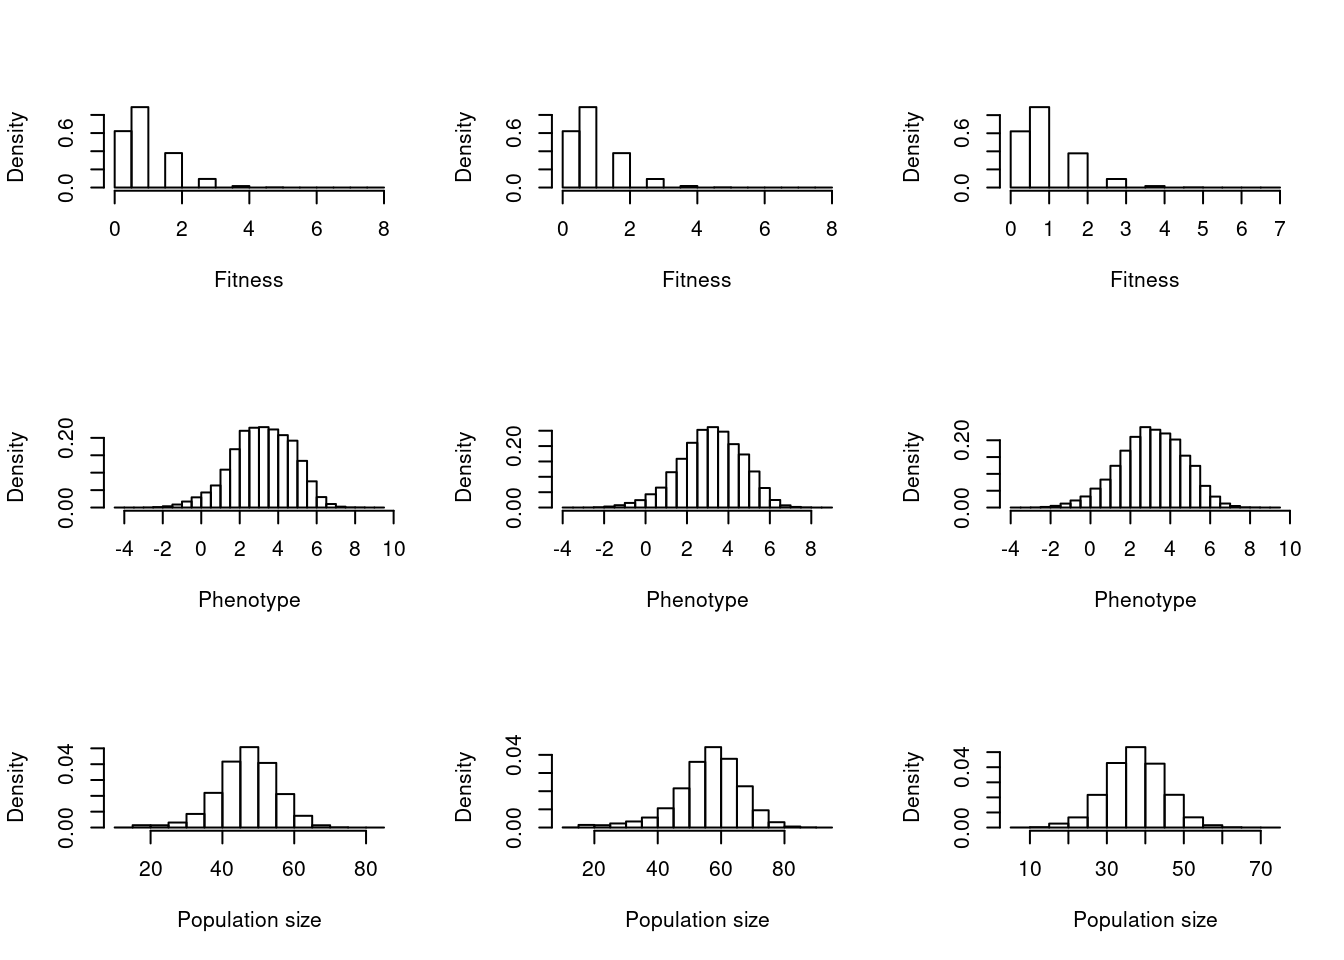 Density
0.0 0.6
0 2 4 6 8
Fitness
Density
0.0 0.6
0 2 4 6 8
Fitness
Density
0.0 0.6
0 1 2 3 4 5 6 7
Fitness
Density
0.00 0.20
-4 -2 0 2 4 6 8 10
Phenotype
Density
0.00 0.20
-4 -2 0 2 4 6 8
Phenotype
Density
0.00 0.20
-4 -2 0 2 4 6 8 10
Phenotype
Density
0.00 0.04
20 40 60 80
Population size
Density
0.00 0.04
20 40 60 80
Population size
Density
0.00 0.04
10 30 50 70
Population size